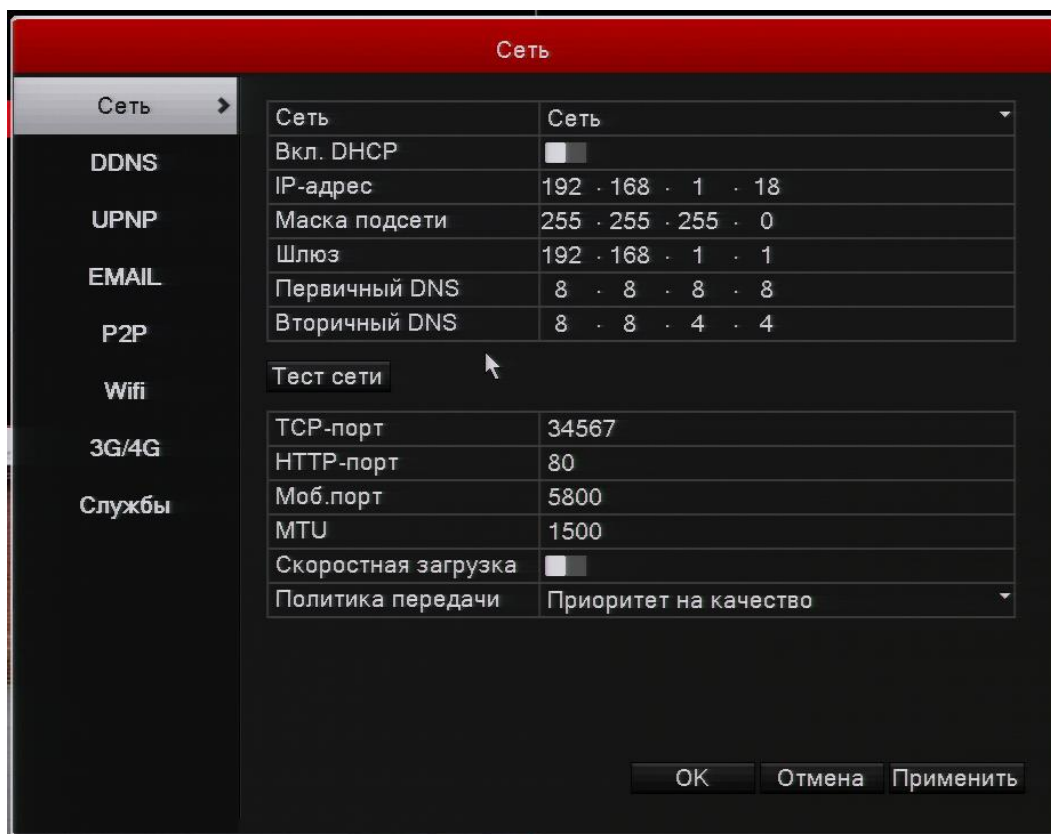 Сеть
Сеть
DDNS
UPNP
EMAIL
P2P
Wifi
3G/4G
Службы
Сеть Сеть
Вкл. DHCP
IP-адрес 192 . 168 . 1 . 18
Маска подсети 255 . 255 . 255 . 0
Шлюз 192 . 168 . 1 . 1
Первичный DNS 8 . 8 . 8 . 8
Вторичный DNS 8 . 8 . 4 . 4
Тест сети
TCP-порт 34567
HTTP-порт 80
Моб.порт 5800
MTU 1500
Скоростная загрузка
Политика передачи Приоритет на качество
OK Отмена Применить